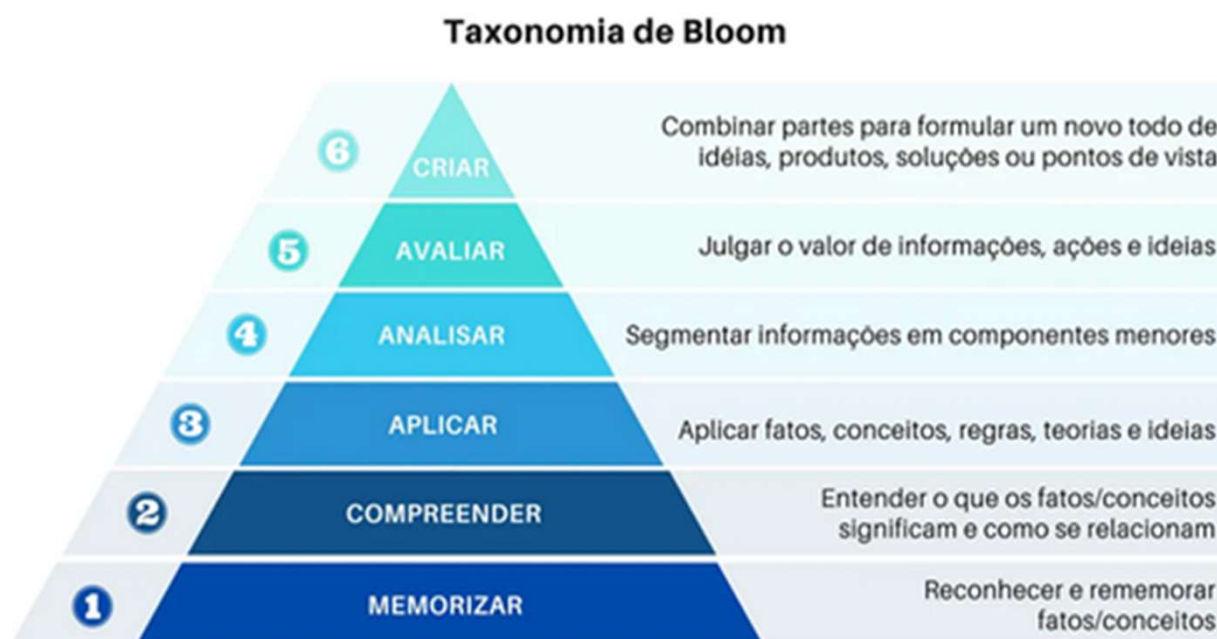 Taxonomia de Bloom
6
CRIAR
Combinar partes para formular um novo todo de
idéias, produtos, soluções ou pontos de vista
5
AVALIAR
Julgar o valor de informações, ações e ideias
4
ANALISAR
Segmentar informações em componentes menores
3
APLICAR
Aplicar fatos, conceitos, regras, teorias e ideias
2
COMPREENDER
Entender o que os fatos/conceitos
significam e como se relacionam
1
MEMORIZAR
Reconhecer e rememorar
fatos/conceitos